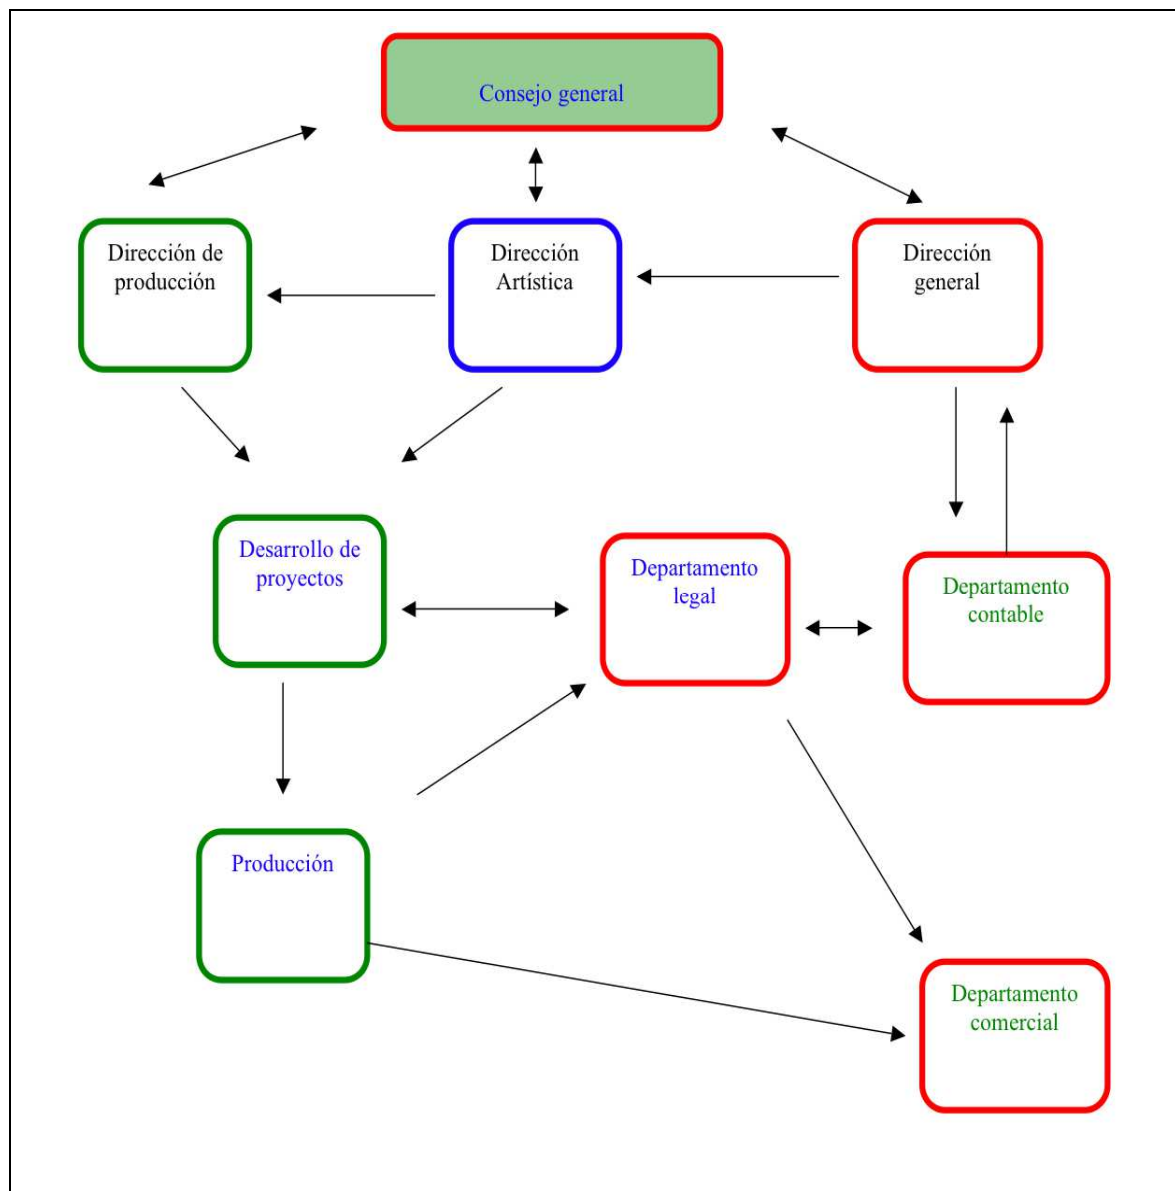 Consejo general
Dirección de
producción
Dirección
Artística
Dirección
general
Desarrollo de
proyectos
Departamento
legal
Departamento
contable
Producción
Departamento
comercial